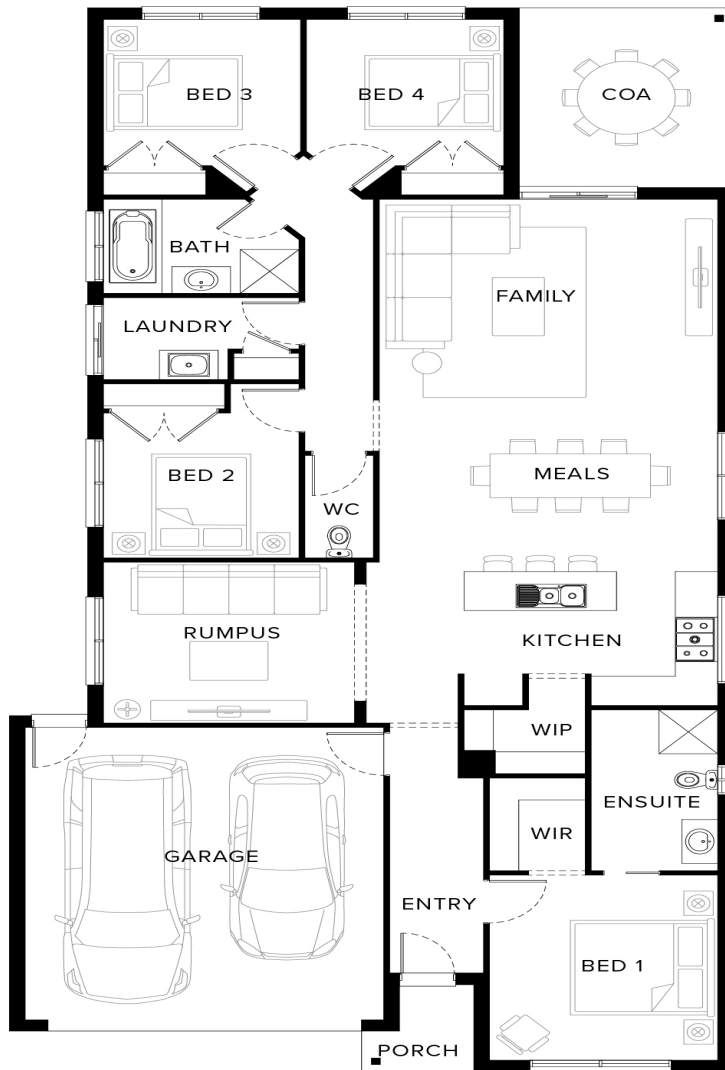 BED 3
BED 4
COA
BATH
FAMILY
LAUNDRY
BED 2
MEALS
WC
RUMPUS
KITCHEN
WIP
ENSUITE
WIR
GARAGE
ENTRY
BED 1
PORCH